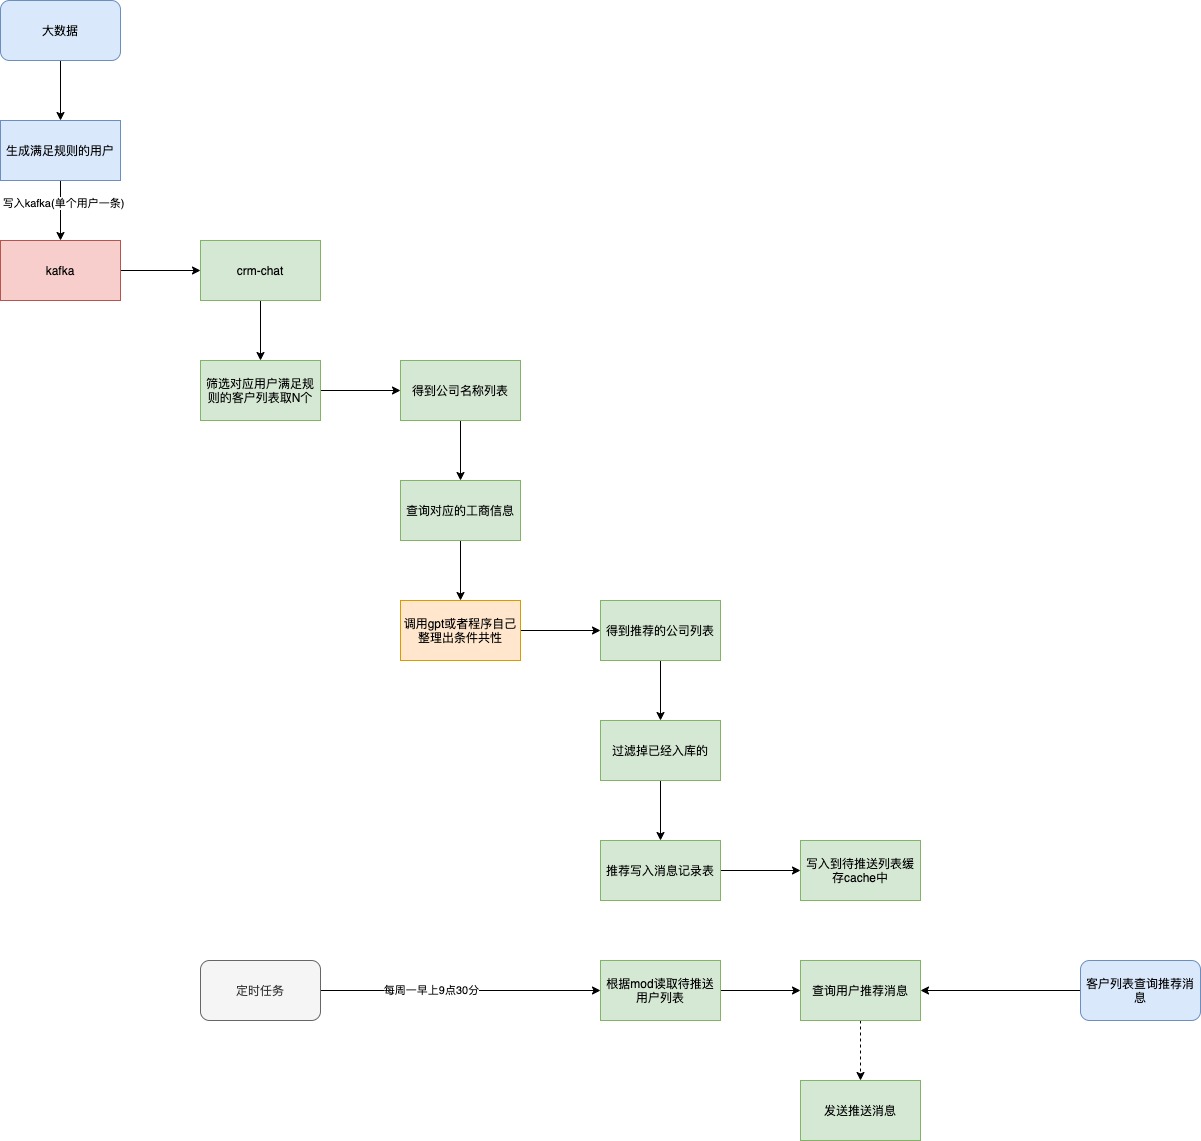 大数据
生成满足规则的用户
写入kafka(单个用户一条)
kafka
crm-chat
筛选对应用户满足规
则的客户列表取N个
得到公司名称列表
查询对应的工商信息
调用gpt或者程序自己
整理出条件共性
得到推荐的公司列表
过滤掉已经入库的
推荐写入消息记录表
写入到待推送列表缓
存cache中
定时任务
每周一早上9点30分
根据mod读取待推送
用户列表
查询用户推荐消息
客户列表查询推荐消
息
发送推送消息